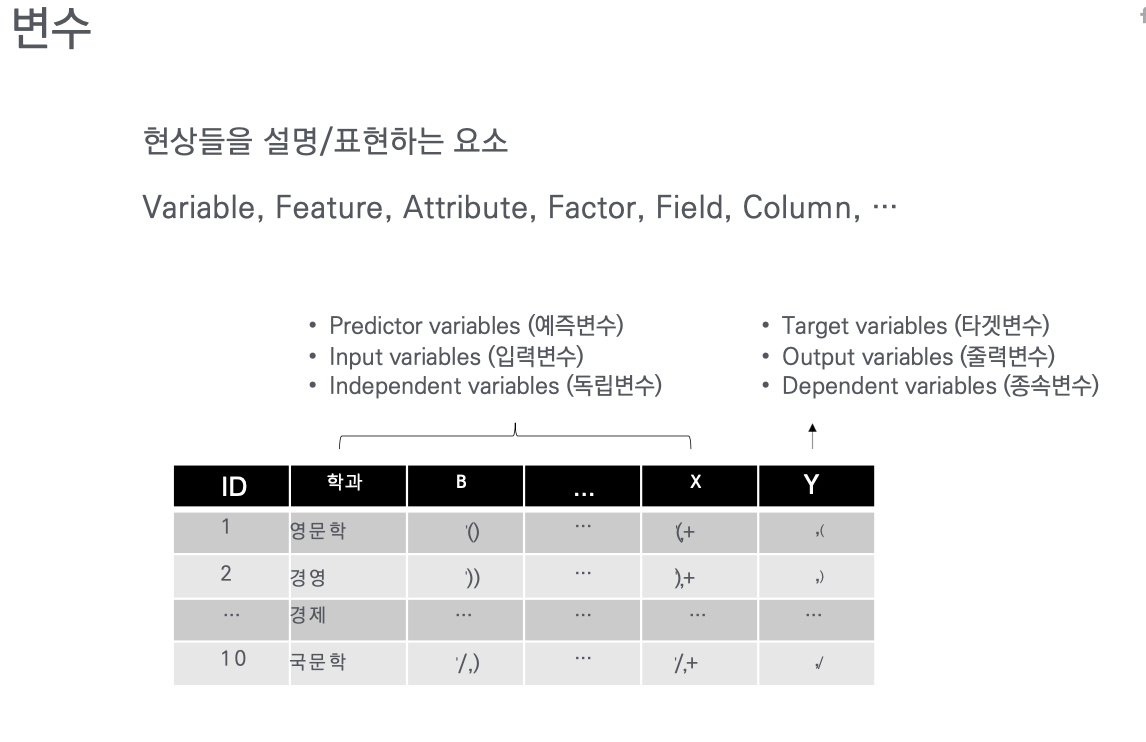 변수
현상들을 설명/표현하는 요소
Variable, Feature, Attribute, Factor, Field, Column, ···
• Predictor variables (예측변수)
• Input variables (입력변수)
• Independent variables (독립변수)
• Target variables (타겟변수)
• Output variables (출력변수)
• Dependent variables (종속변수)
ID 학과 B ... X Y
1 영문학 '() ··· '(,+ ,(
2 경영 ')) ··· '),+ ,)
··· 경제 ··· ··· ··· ···
10 국문학 '/,) ··· '/,+ ,/